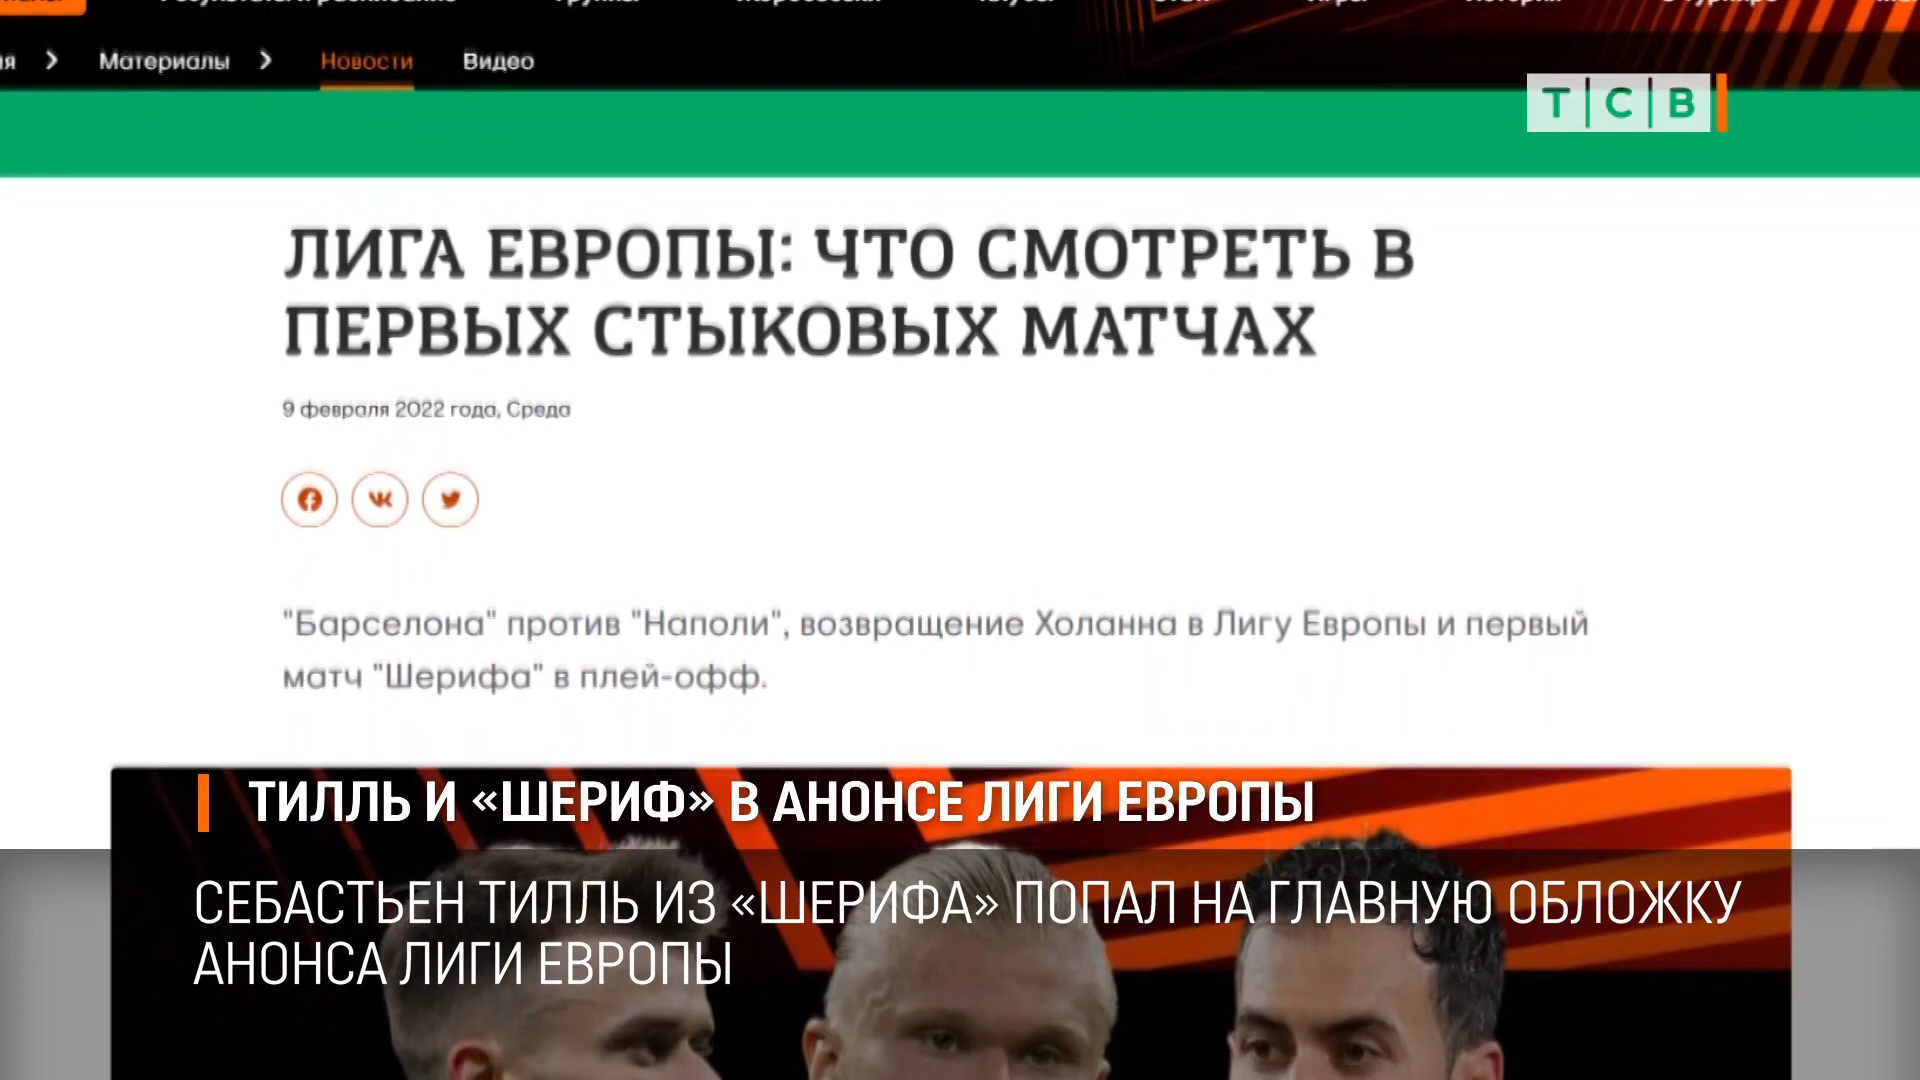 Материалы
Новости
Видео
Т|С|В
ЛИГА ЕВРОПЫ: ЧТО СМОТРЕТЬ В
ПЕРВЫХ СТЫКОВЫХ МАТЧАХ
9 февраля 2022 года, Среда
"Барселона" против "Наполи", возвращение Холанна в Лигу Европы и первый
матч "Шерифа" в плей-офф.
ТИЛЛЬ И «ШЕРИФ» В АНОНСЕ ЛИГИ ЕВРОПЫ
СЕБАСТЬЕН ТИЛЛЬ ИЗ «ШЕРИФА» ПОПАЛ НА ГЛАВНУЮ ОБЛОЖКУ
АНОНСА ЛИГИ ЕВРОПЫ